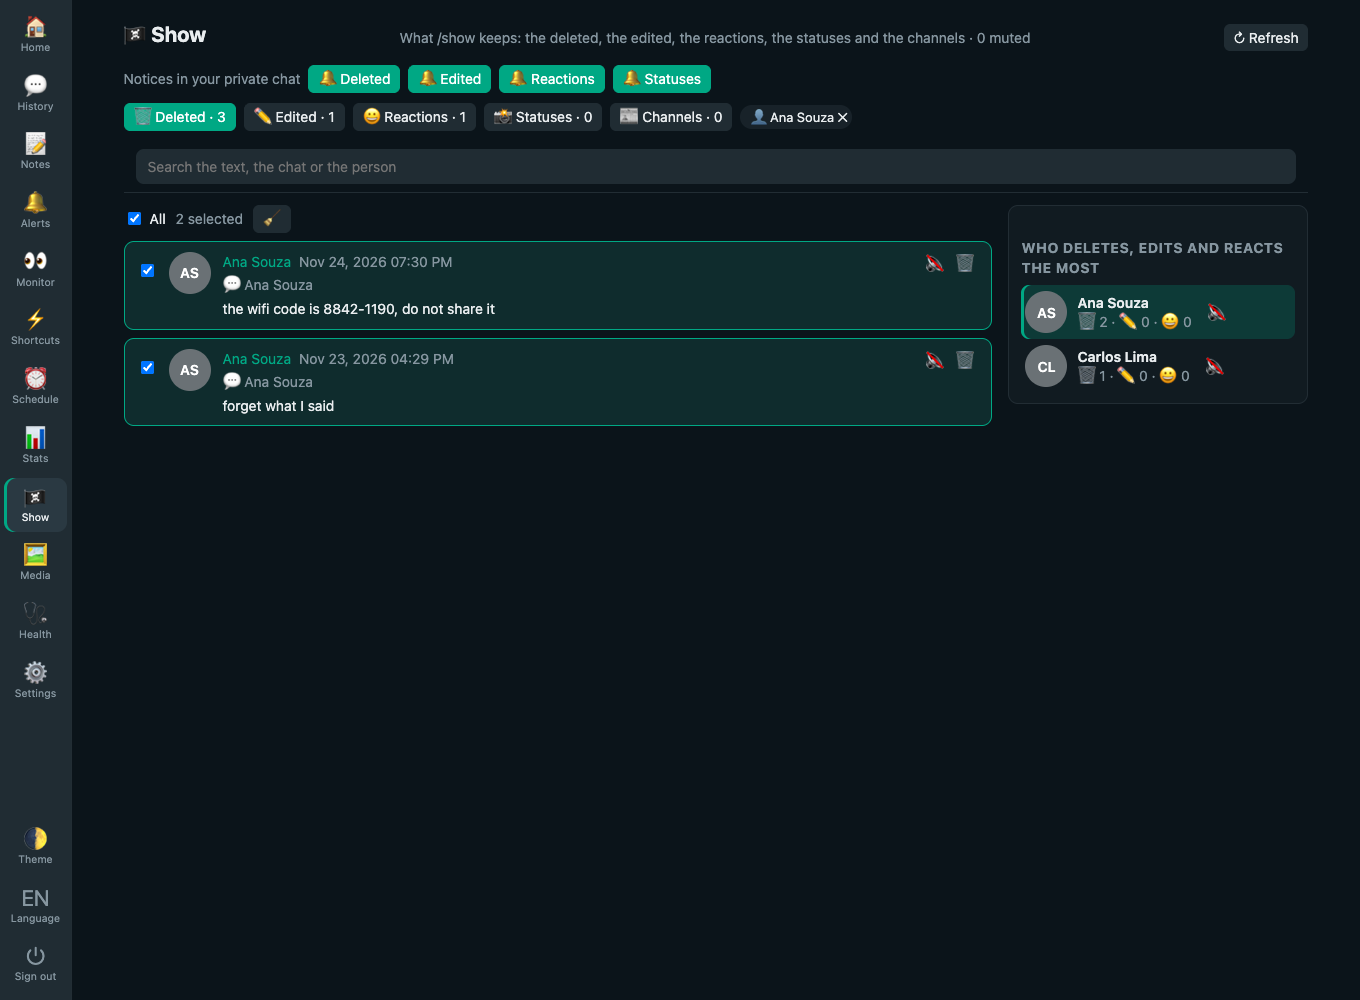 Home
History
Notes
Alerts
Monitor
Shortcuts
Schedule
Stats
Show
Media
Health
Settings
Theme
EN
Language
Sign out
Show
What /show keeps: the deleted, the edited, the reactions, the statuses and the channels · 0 muted
Refresh
Notices in your private chat
Deleted
Edited
Reactions
Statuses
Deleted · 3
Edited · 1
Reactions · 1
Statuses · 0
Channels · 0
Ana Souza
Search the text, the chat or the person
All 2 selected
AS
Ana Souza Nov 24, 2026 07:30 PM
Ana Souza
the wifi code is 8842-1190, do not share it
AS
Ana Souza Nov 23, 2026 04:29 PM
Ana Souza
forget what I said
WHO DELETES, EDITS AND REACTS
THE MOST
AS
Ana Souza
2 · 0 · 0
CL
Carlos Lima
1 · 0 · 0